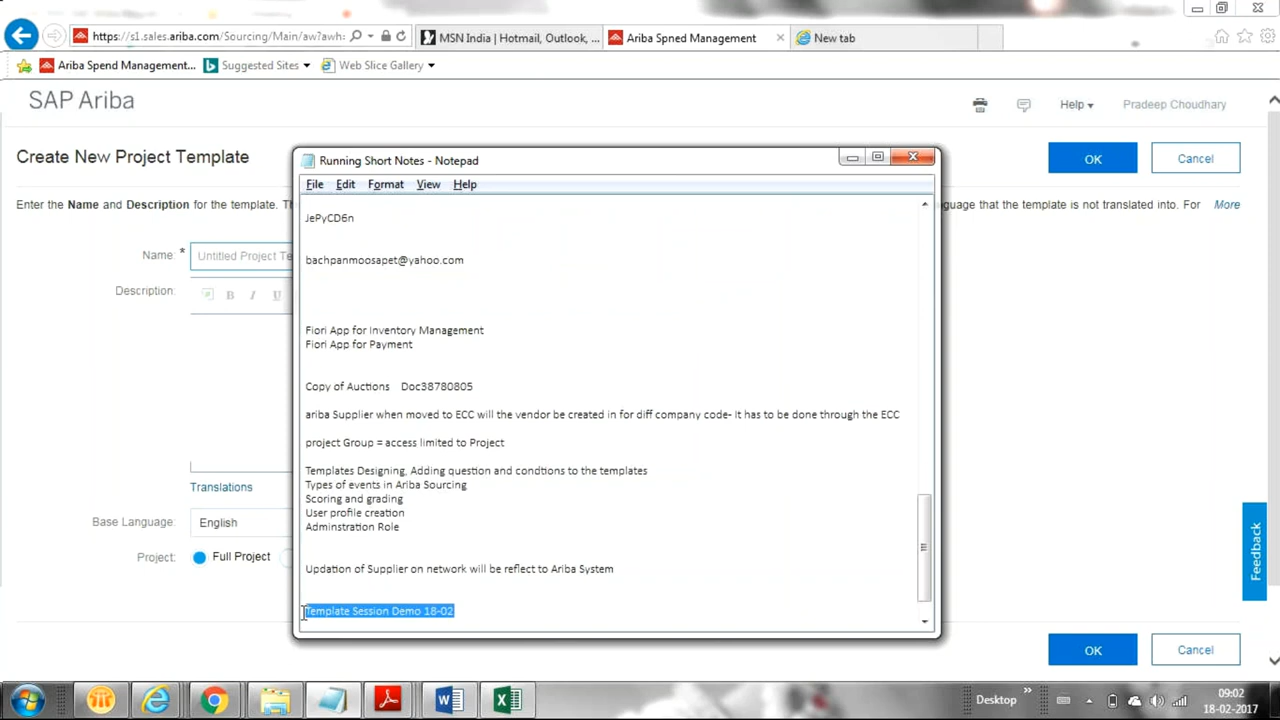 https://s1.sales.ariba.com/Sourcing/Main/aw?awh:
MSN India | Hotmail, Outlook, ...
Ariba Spned Management
New tab
Ariba Spend Management...
Suggested Sites
Web Slice Gallery
SAP Ariba
Help
Pradeep Choudhary
Create New Project Template
OK
Cancel
Enter the Name and Description for the template. Th
nguage that the template is not translated into. For
More
Name *
Untitled Project Te
Description:
B I U
Translations
Base Language:
English
Project:
Full Project
Running Short Notes - Notepad
File Edit Format View Help
JePyCD6n
bachpanmoosapet@yahoo.com
Fiori App for Inventory Management
Fiori App for Payment
Copy of Auctions Doc38780805
ariba Supplier when moved to ECC will the vendor be created in for diff company code- it has to be done through the ECC
project Group = access limited to Project
Templates Designing, Adding question and condtions to the templates
Types of events in Ariba Sourcing
Scoring and grading
User profile creation
Adminstration Role
Updation of Supplier on network will be reflect to Ariba System
Template Session Demo 18-02
Feedback
OK
Cancel
Desktop
09:02
18-02-2017